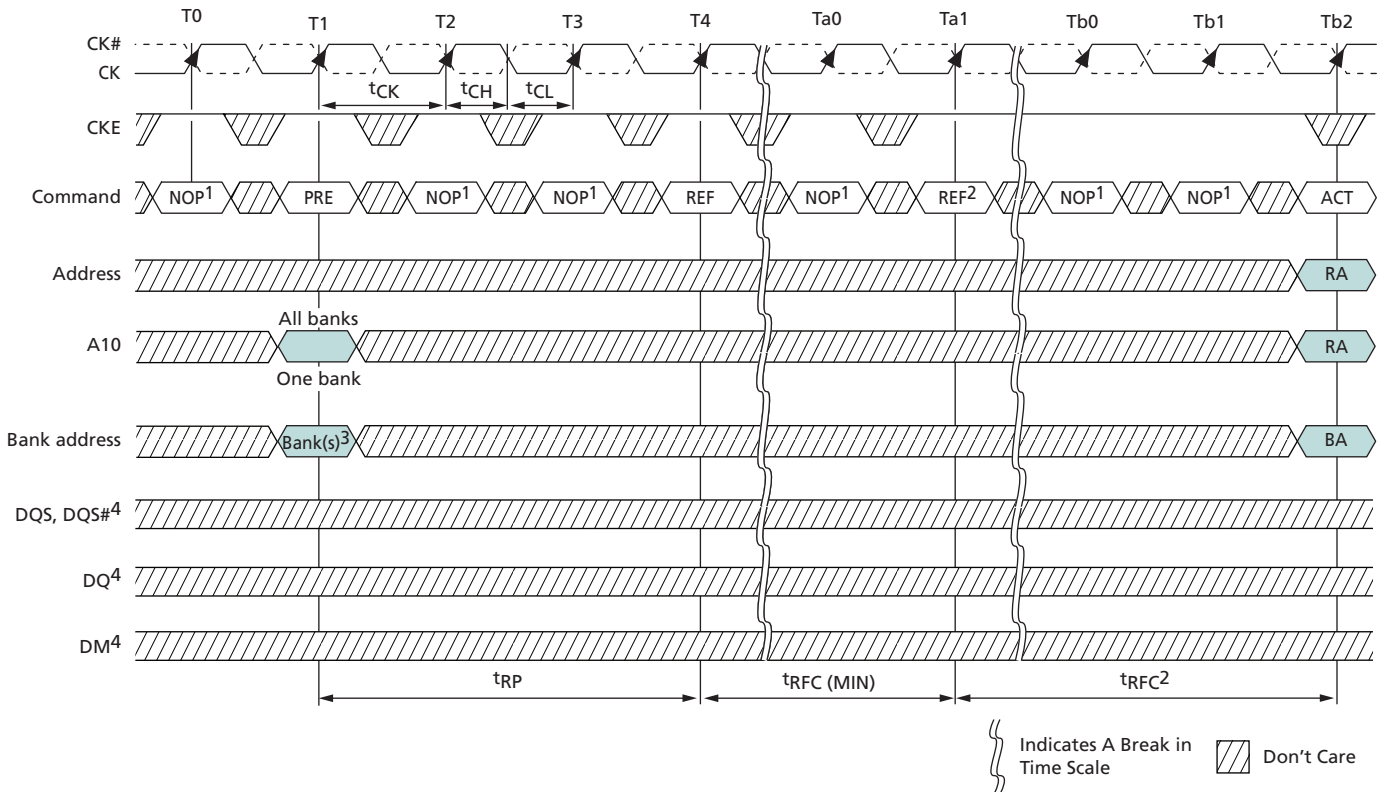 T0 T1 T2 T3 T4 Ta0 Ta1 Tb0 Tb1 Tb2
CK#
CK
tCK tCH tCL
CKE
Command NOP1 PRE NOP1 NOP1 REF NOP1 REF2 NOP1 NOP1 ACT
Address RA
All banks
A10 RA
One bank
Bank address Bank(s)3 BA
DQS, DQS#4
DQ4
DM4
tRP tRFC (MIN) tRFC2
Indicates A Break in
Time Scale
Don't Care